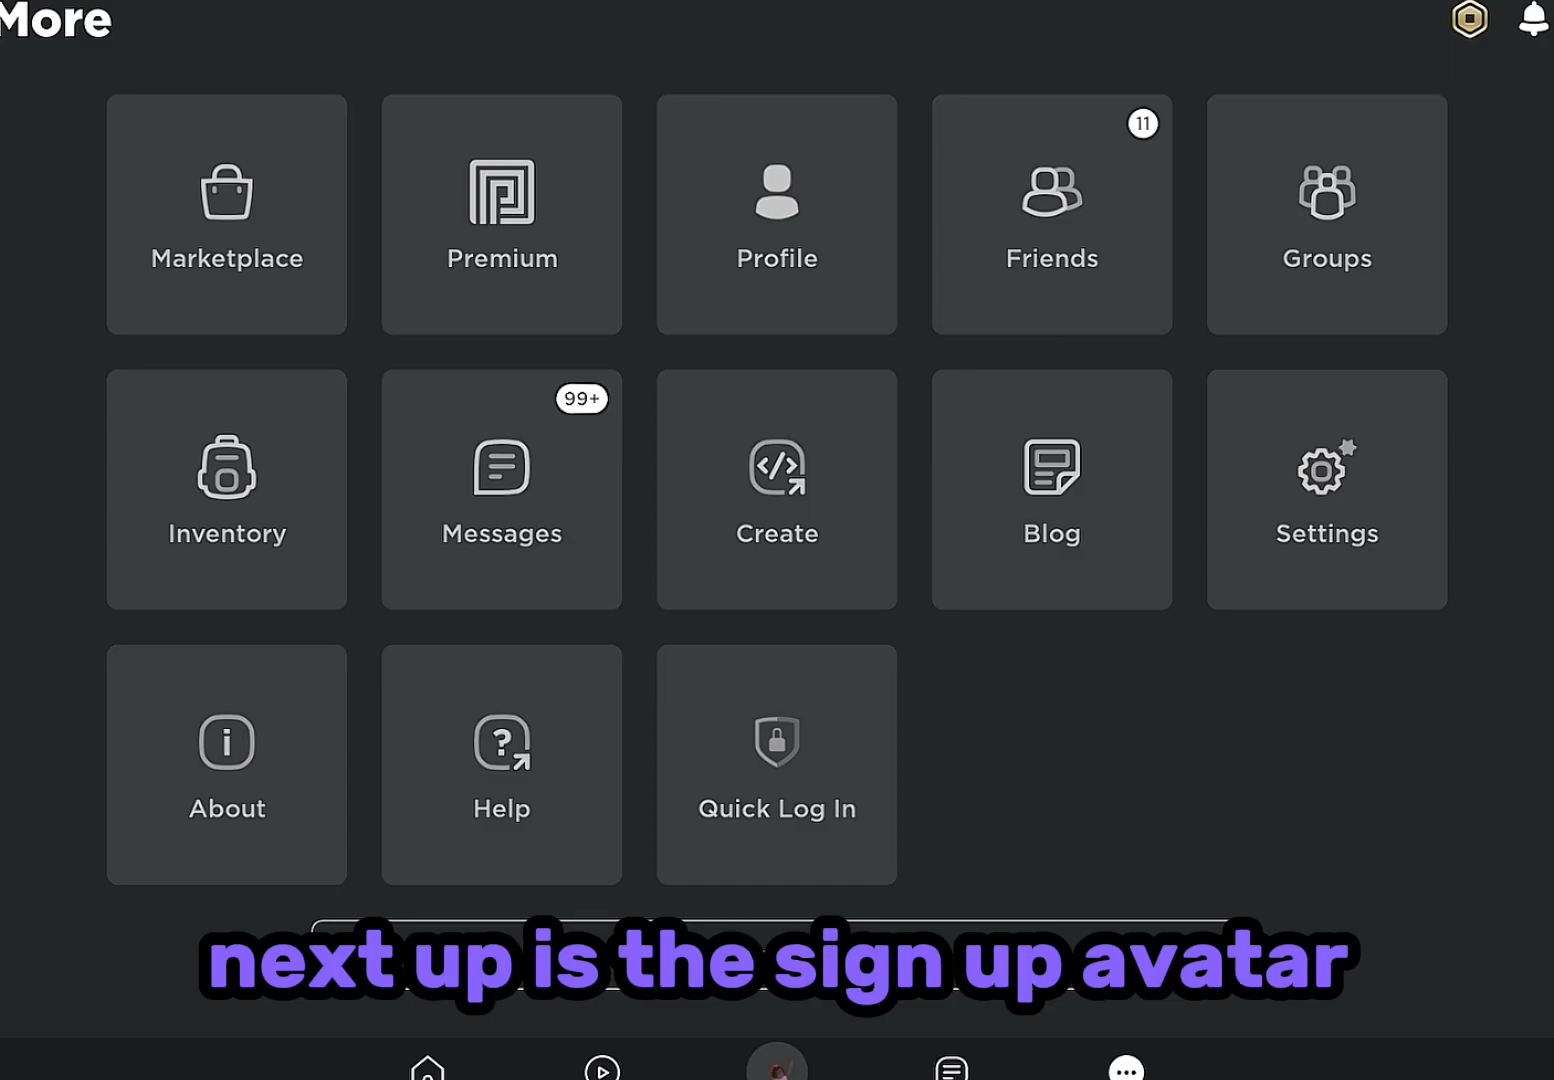 More
11
Marketplace
Premium
Profile
Friends
Groups
99+
Inventory
Messages
Create
Blog
Settings
About
Help
Quick Log In
next up is the sign up avatar